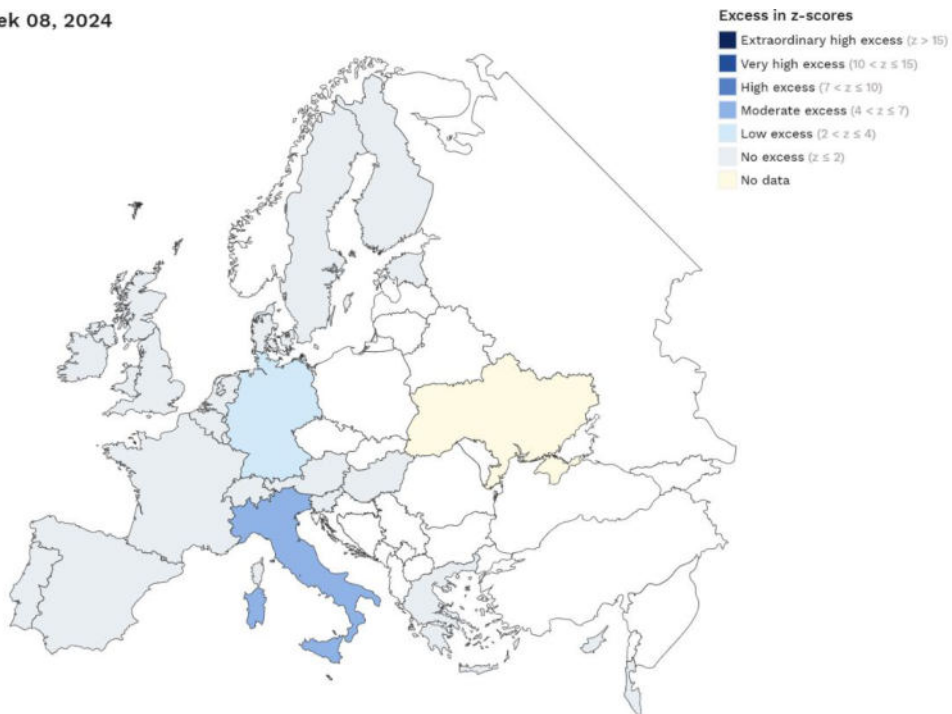 ek 08, 2024
Excess in z-scores
Extraordinary high excess (z > 15)
Very high excess (10 < z ≤ 15)
High excess (7 < z ≤ 10)
Moderate excess (4 < z ≤ 7)
Low excess (2 < z ≤ 4)
No excess (z ≤ 2)
No data